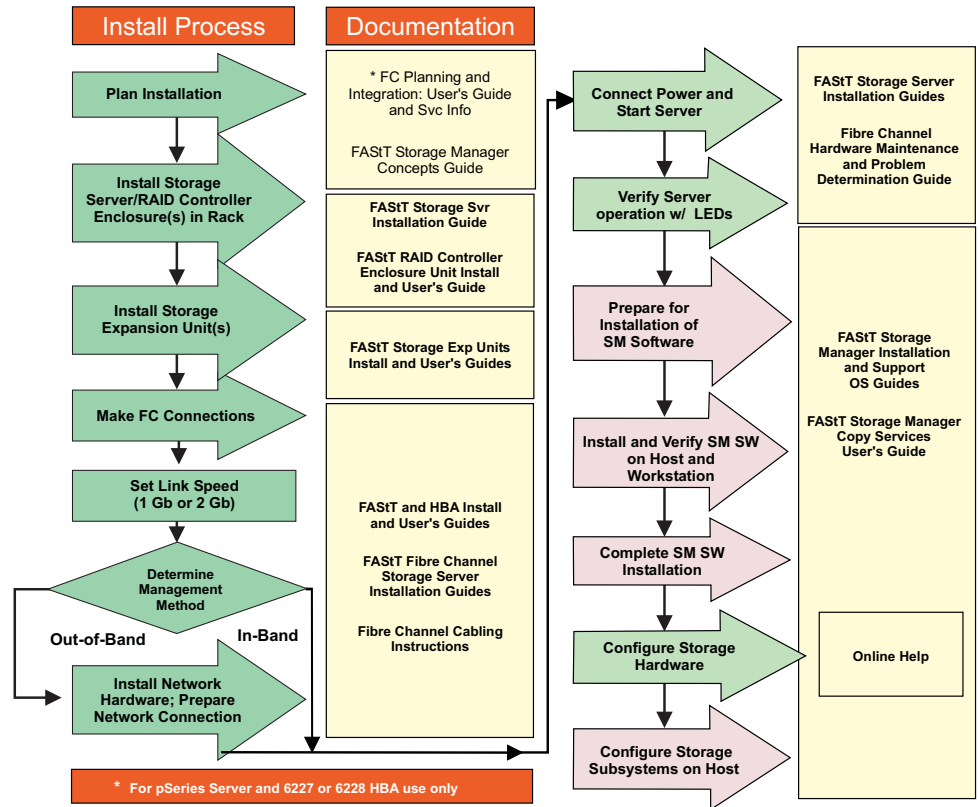 Install Process
Documentation
Plan Installation
Install Storage
Server/RAID Controller
Enclosure(s) in Rack
Install Storage
Expansion Unit(s)
Make FC Connections
Set Link Speed
(1 Gb or 2 Gb)
Determine
Management
Method
Out-of-Band
In-Band
Install Network
Hardware; Prepare
Network Connection
* FC Planning and
Integration: User's Guide
and Svc Info
FAStT Storage Manager
Concepts Guide
FAStT Storage Svr
Installation Guide
FAStT RAID Controller
Enclosure Unit Install
and User's Guide
FAStT Storage Exp Units
Install and User's Guides
FAStT and HBA Install
and User's Guides
FAStT Fibre Channel
Storage Server
Installation Guides
Fibre Channel Cabling
Instructions
* For pSeries Server and 6227 or 6228 HBA use only
Connect Power and
Start Server
Verify Server
operation w/ LEDs
Prepare for
Installation of
SM Software
Install and Verify SM SW
on Host and
Workstation
Complete SM SW
Installation
Configure Storage
Hardware
Configure Storage
Subsystems on Host
FAStT Storage Server
Installation Guides
Fibre Channel
Hardware Maintenance
and Problem
Determination Guide
FAStT Storage
Manager Installation
and Support
OS Guides
FAStT Storage Manager
Copy Services
User's Guide
Online Help